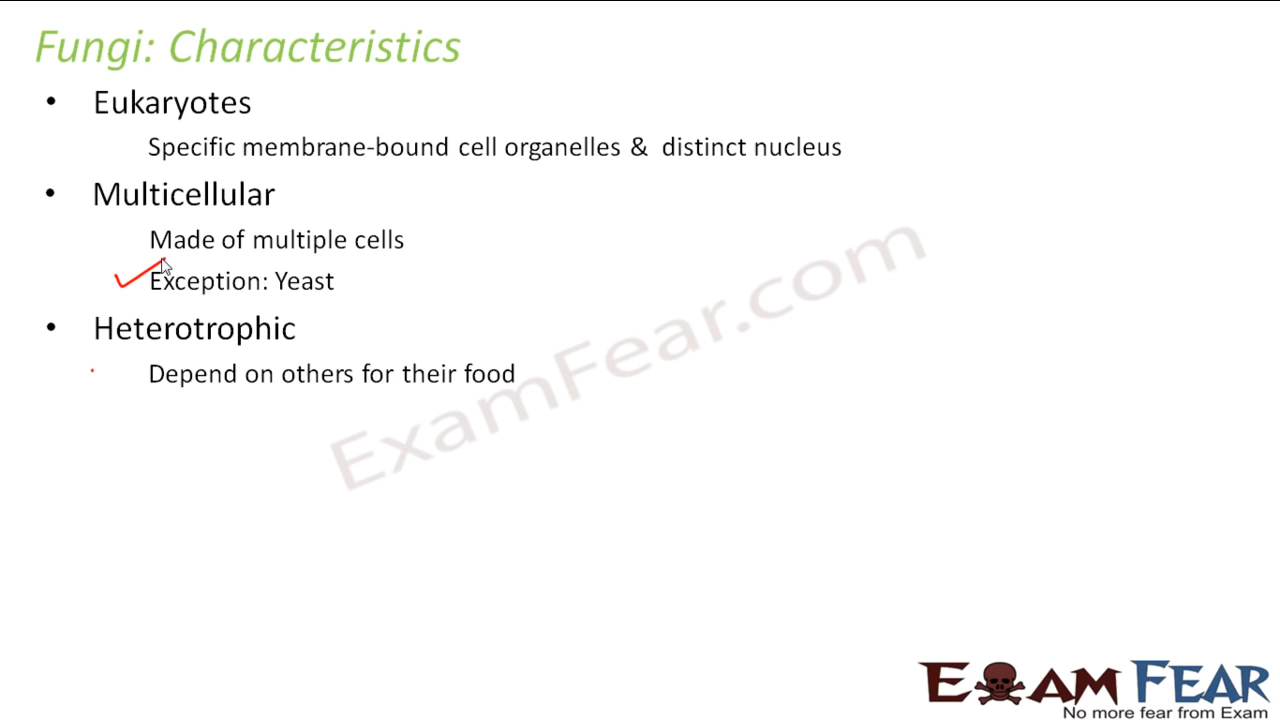 Fungi: Characteristics
• Eukaryotes
Specific membrane-bound cell organelles & distinct nucleus
• Multicellular
Made of multiple cells
Exception: Yeast
• Heterotrophic
Depend on others for their food
ExamFear.com
EXAM FEAR
No more fear from Exam